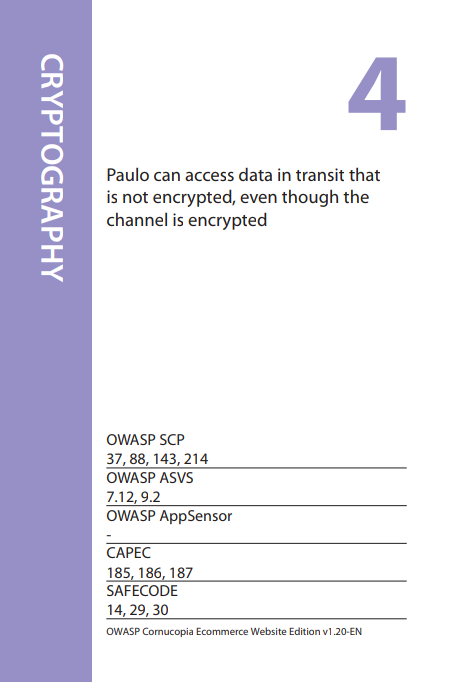 CRYPTOGRAPHY
4
Paulo can access data in transit that
is not encrypted, even though the
channel is encrypted
OWASP SCP
37, 88, 143, 214
OWASP ASVS
7.12, 9.2
OWASP AppSensor
-
CAPEC
185, 186, 187
SAFECODE
14, 29, 30
OWASP Cornucopia Ecommerce Website Edition v1.20-EN